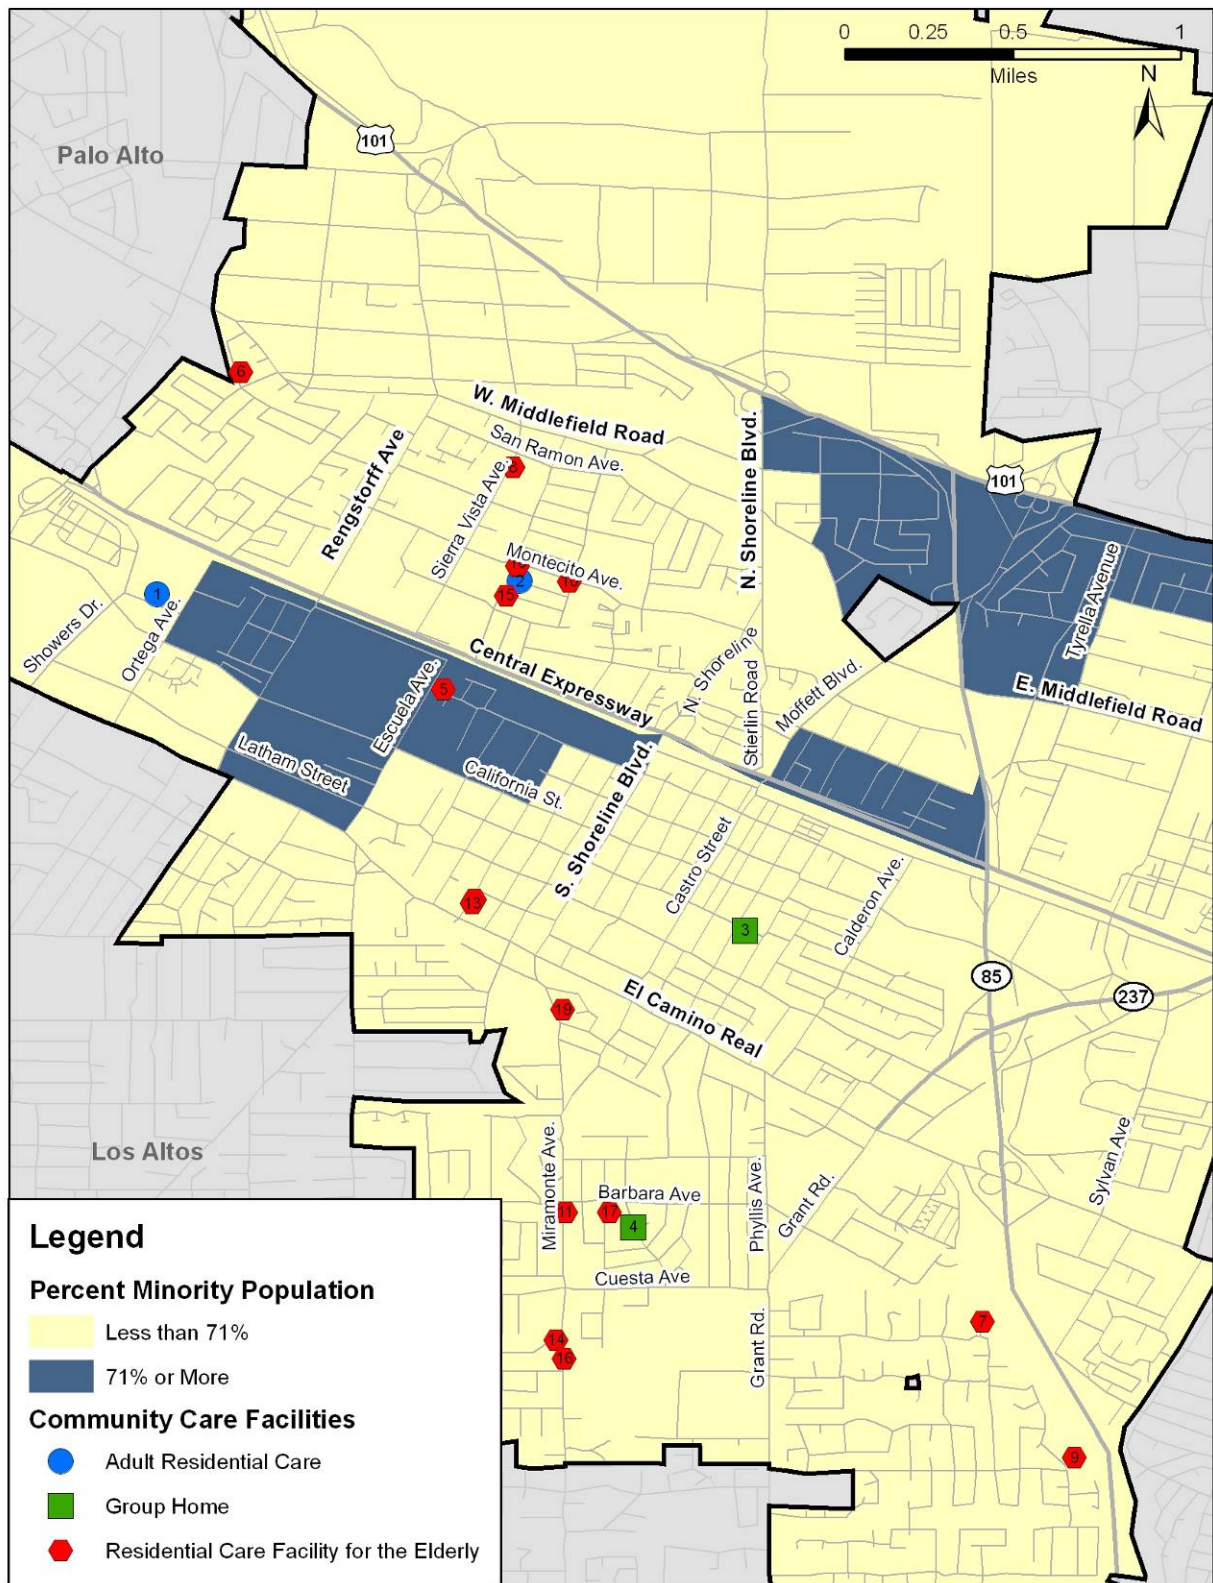 0 0.25 0.5 1
Miles
N
101
Palo Alto
6
W. Middlefield Road
San Ramon Ave.
8
Rengstorff Ave
Sierra Vista Ave.
N. Shoreline Blvd.
101
Montecito Ave.
2
15
1
Showers Dr.
Ortega Ave.
Tyrella Avenue
Central Expressway
N. Shoreline
Stierlin Road
Moffett Blvd.
E. Middlefield Road
5
Escuela Ave.
Latham Street
California St.
S. Shoreline Blvd.
Castro Street
Calderon Ave.
13
3
85
237
El Camino Real
19
Los Altos
Miramonte Ave.
Barbara Ave
11
17
4
Phyllis Ave.
Grant Rd.
Sylvan Ave
Cuesta Ave
Grant Rd.
7
14
16
9
Legend
Percent Minority Population
Less than 71%
71% or More
Community Care Facilities
Adult Residential Care
Group Home
Residential Care Facility for the Elderly